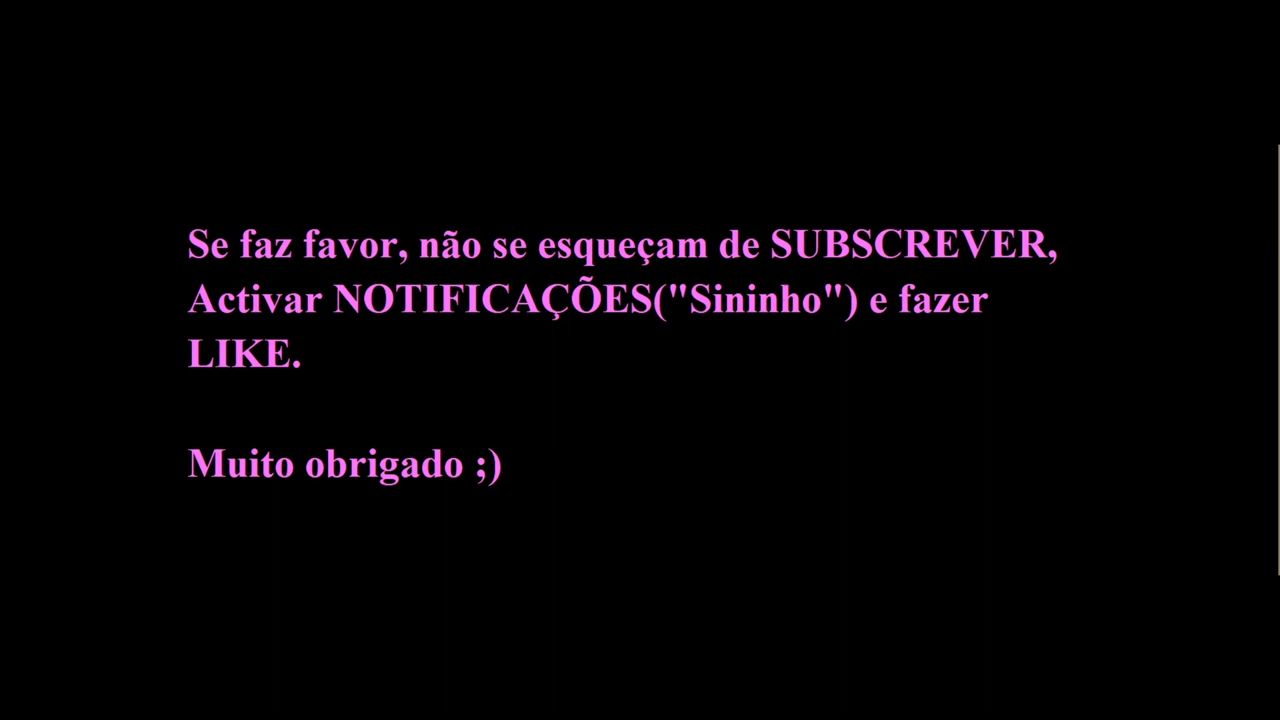 Se faz favor, não se esqueçam de SUBSCREVER,
Activar NOTIFICAÇÕES("Sininho") e fazer
LIKE.
Muito obrigado ;)